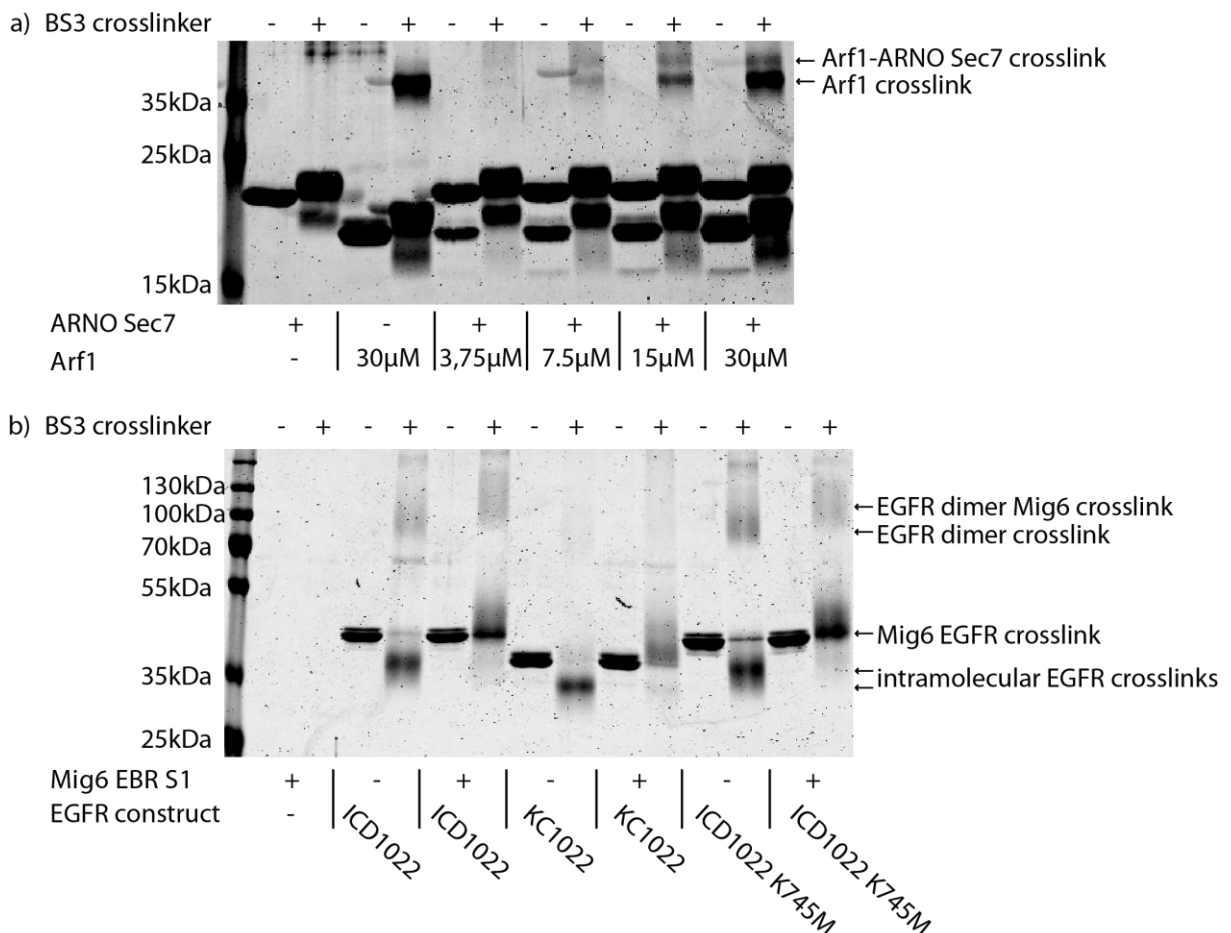 a) BS3 crosslinker - + - + - + - + - + - +
Arf1-ARNO Sec7 crosslink
Arf1 crosslink
35kDa
25kDa
15kDa
ARNO Sec7 + - + + + +
Arf1 - 30µM 3,75µM 7.5µM 15µM 30µM
b) BS3 crosslinker - + - + - + - + - + - + - +
130kDa
100kDa
70kDa
55kDa
35kDa
25kDa
EGFR dimer Mig6 crosslink
EGFR dimer crosslink
Mig6 EGFR crosslink
intramolecular EGFR crosslinks
Mig6 EBR S1 + - + - + - +
EGFR construct - ICD1022 ICD1022 KC1022 KC1022 ICD1022 K745M ICD1022 K745M